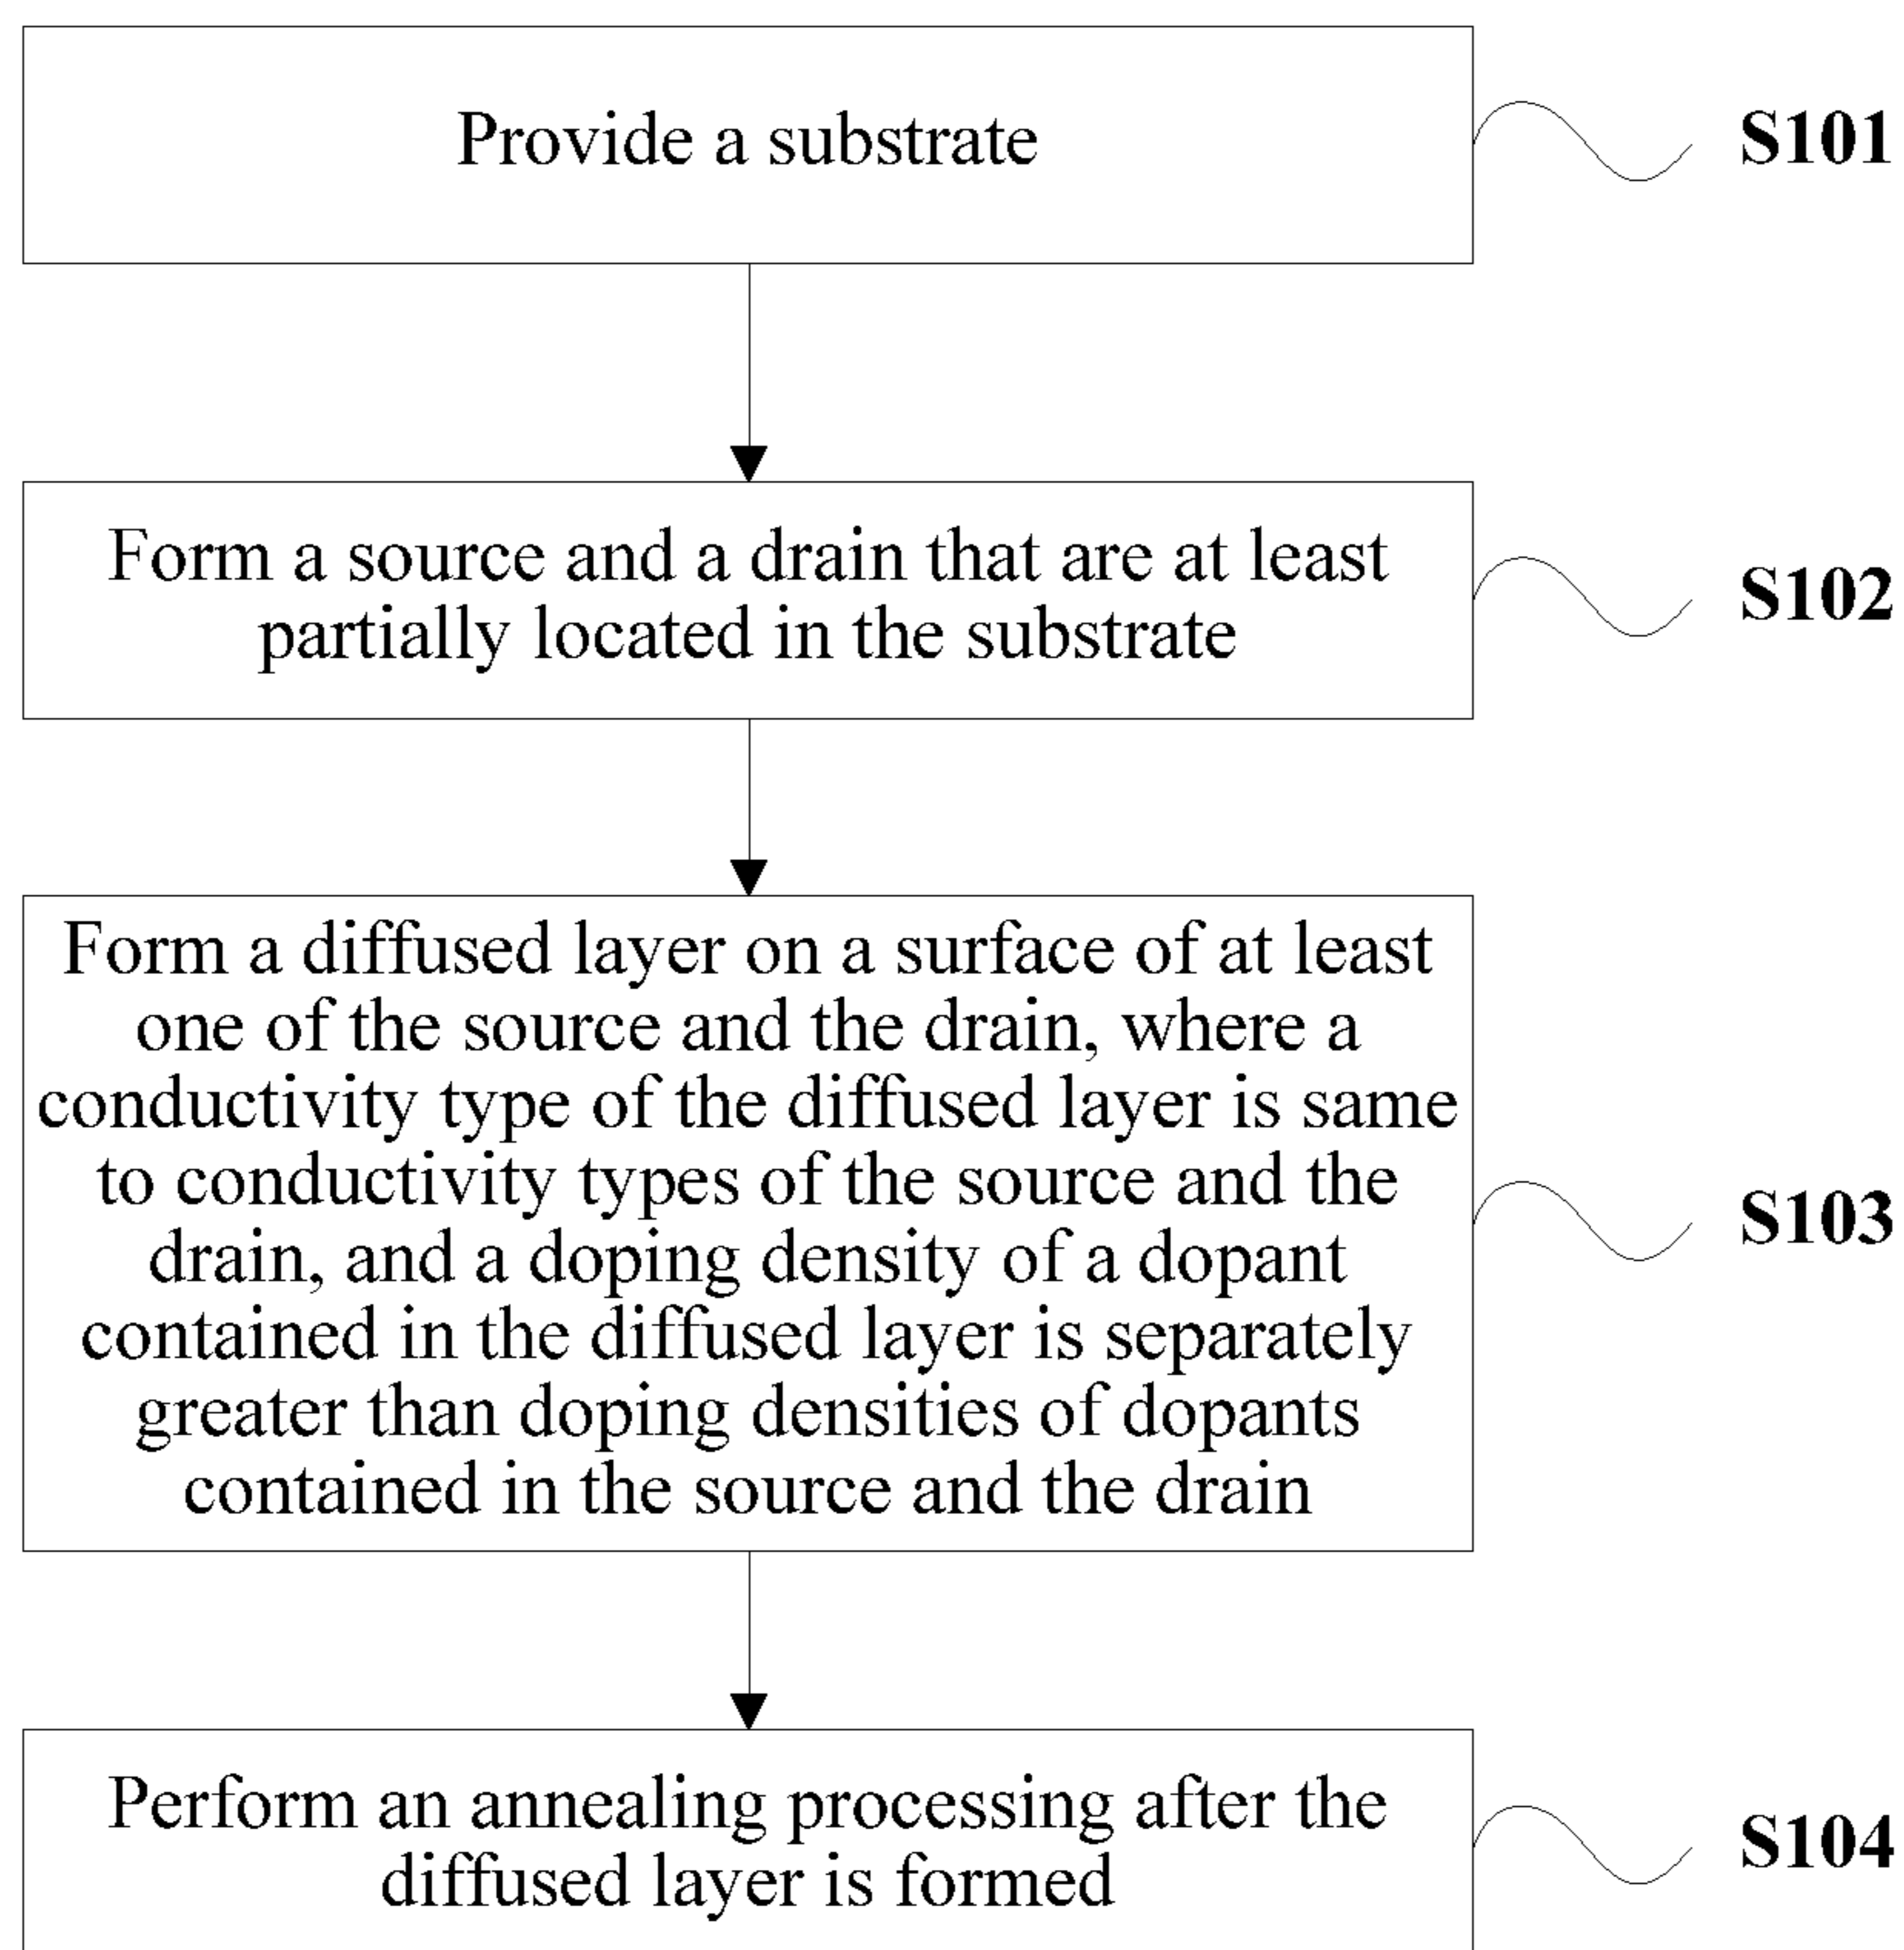 Provide a substrate
S101
Form a source and a drain that are at least
partially located in the substrate
S102
Form a diffused layer on a surface of at least
one of the source and the drain, where a
conductivity type of the diffused layer is same
to conductivity types of the source and the
drain, and a doping density of a dopant
contained in the diffused layer is separately
greater than doping densities of dopants
contained in the source and the drain
S103
Perform an annealing processing after the
diffused layer is formed
S104